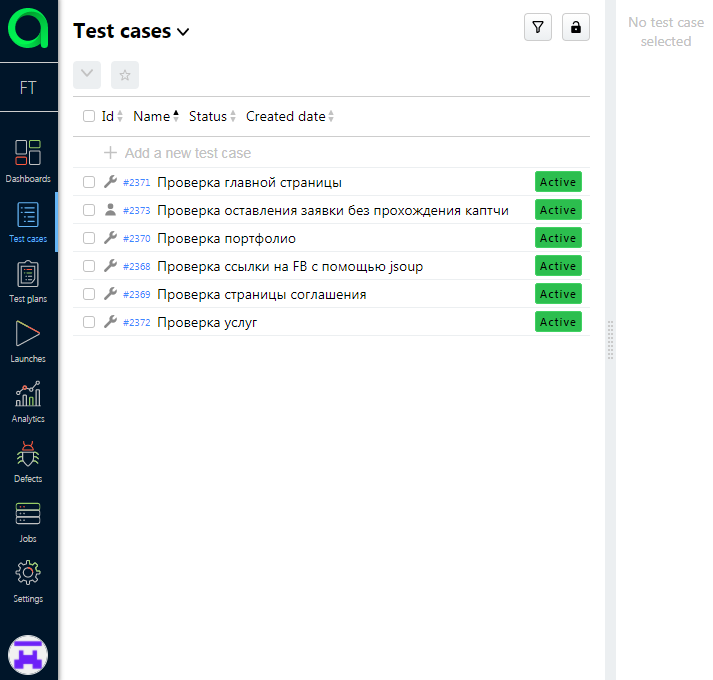 Test cases
No test case
selected
FT
Id Name Status Created date
Add a new test case
#2371 Проверка главной страницы Active
#2373 Проверка оставления заявки без прохождения каптчи Active
#2370 Проверка портфолио Active
#2368 Проверка ссылки на FB с помощью jsoup Active
#2369 Проверка страницы соглашения Active
#2372 Проверка услуг Active
Dashboards
Test cases
Test plans
Launches
Analytics
Defects
Jobs
Settings